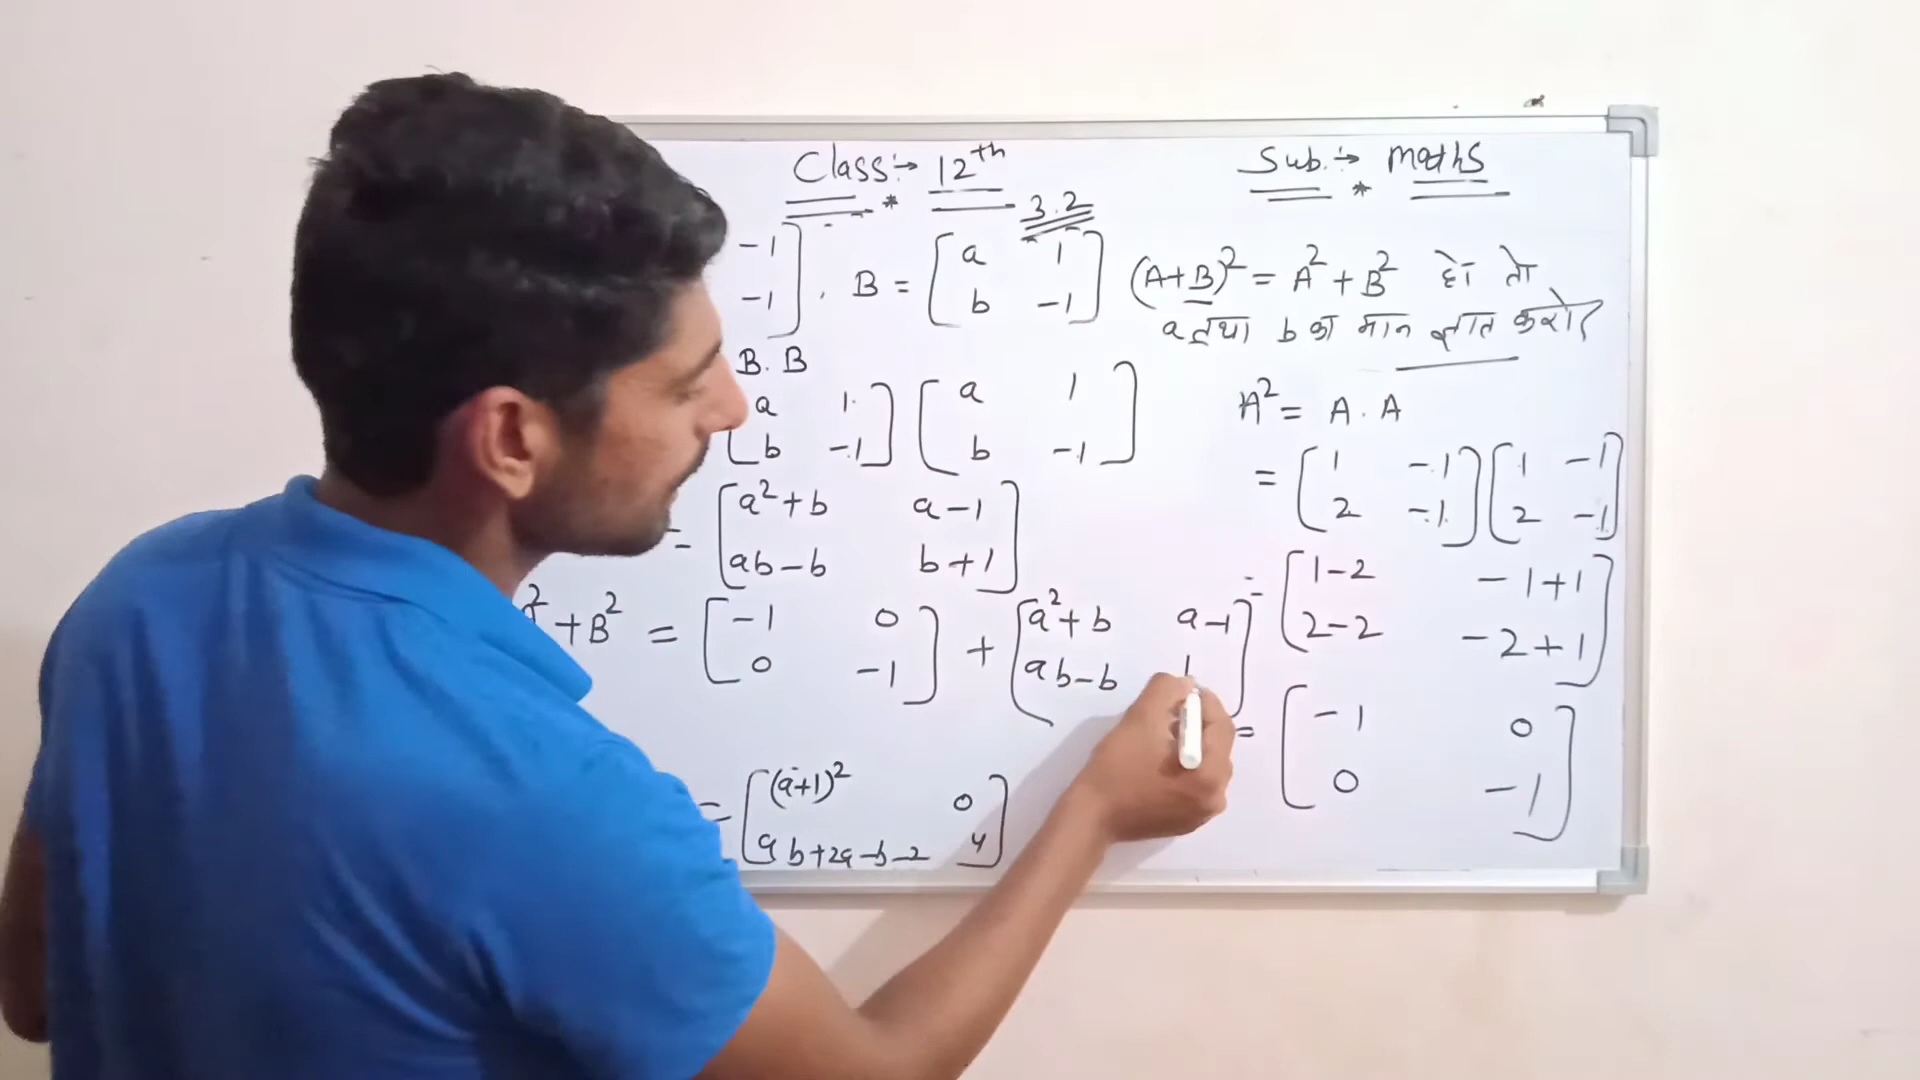 Class:→ 12th
Sub.:→ Maths
* 3.2 *
-1 ] , B = [ a 1 (A+B)² = A² + B² हो तो
-1 ] b -1 ] a तथा b का मान ज्ञात करो
B.B
A² = A.A
[ a 1 ] [ a 1 ]
[ b -1 ] [ b -1 ]
= [ 1 -1 ] [ 1 -1 ]
[ 2 -1 ] [ 2 -1 ]
= [ a²+b a-1 ]
[ ab-b b+1 ]
= [ 1-2 -1+1 ]
[ 2-2 -2+1 ]
A²+B² = [ -1 0 ] + [ a²+b a-1 ]
[ 0 -1 ] [ ab-b
= [ -1 0 ]
[ 0 -1 ]
= [ (a+1)² 0 ]
[ ab+2a-b-2 4 ]